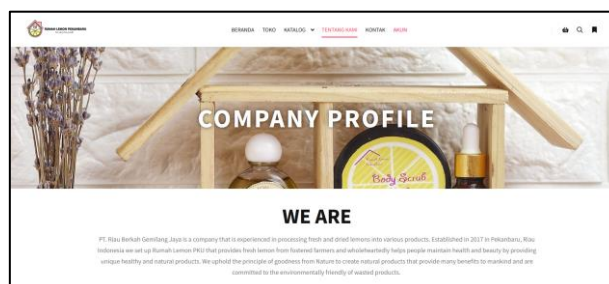 RUMAH LEMON PEKANBARU
BERANDA TOKO KATALOG TENTANG KAMI KONTAK AKUN
COMPANY PROFILE
Body Scrub
WE ARE
PT. Riau Berkah Gemilang Jaya is a company that is experienced in processing fresh and dried lemons into various products. Established in 2017 in Pekanbaru, Riau
Indonesia we set up Rumah Lemon PKU that provides fresh lemon from fostered farmers and wholeheartedly helps people maintain health and beauty by providing
unique healthy and natural products. We uphold the principle of goodness from Nature to create natural products that provide many benefits to mankind and are
committed to the environmentally friendly of wasted products.